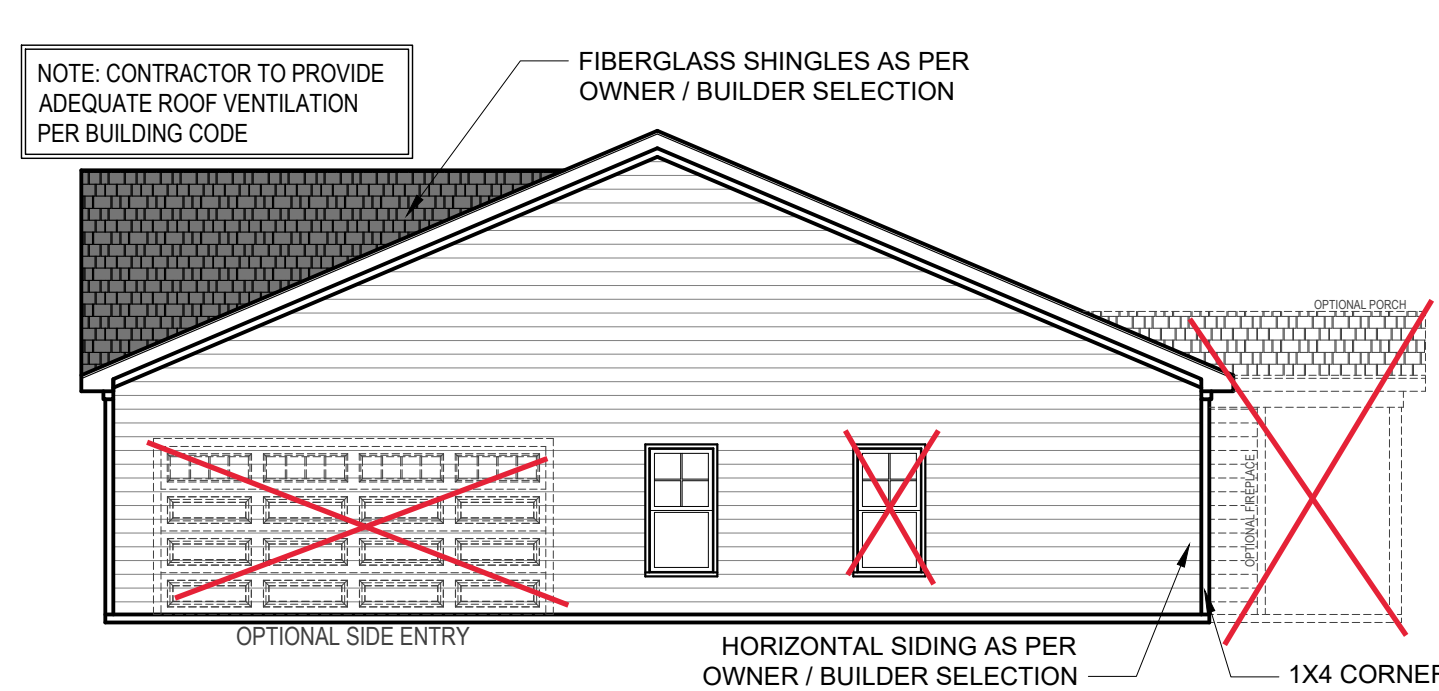 NOTE: CONTRACTOR TO PROVIDE
ADEQUATE ROOF VENTILATION
PER BUILDING CODE
FIBERGLASS SHINGLES AS PER
OWNER / BUILDER SELECTION
OPTIONAL PORCH
OPTIONAL FIREPLACE
OPTIONAL SIDE ENTRY
HORIZONTAL SIDING AS PER
OWNER / BUILDER SELECTION
1X4 CORNER